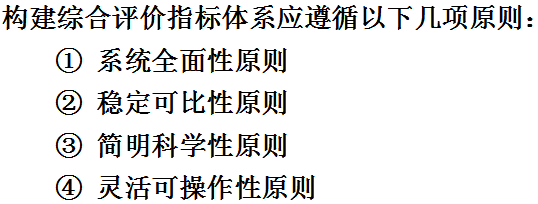 构建综合评价指标体系应遵循以下几项原则：
① 系统全面性原则
② 稳定可比性原则
③ 简明科学性原则
④ 灵活可操作性原则